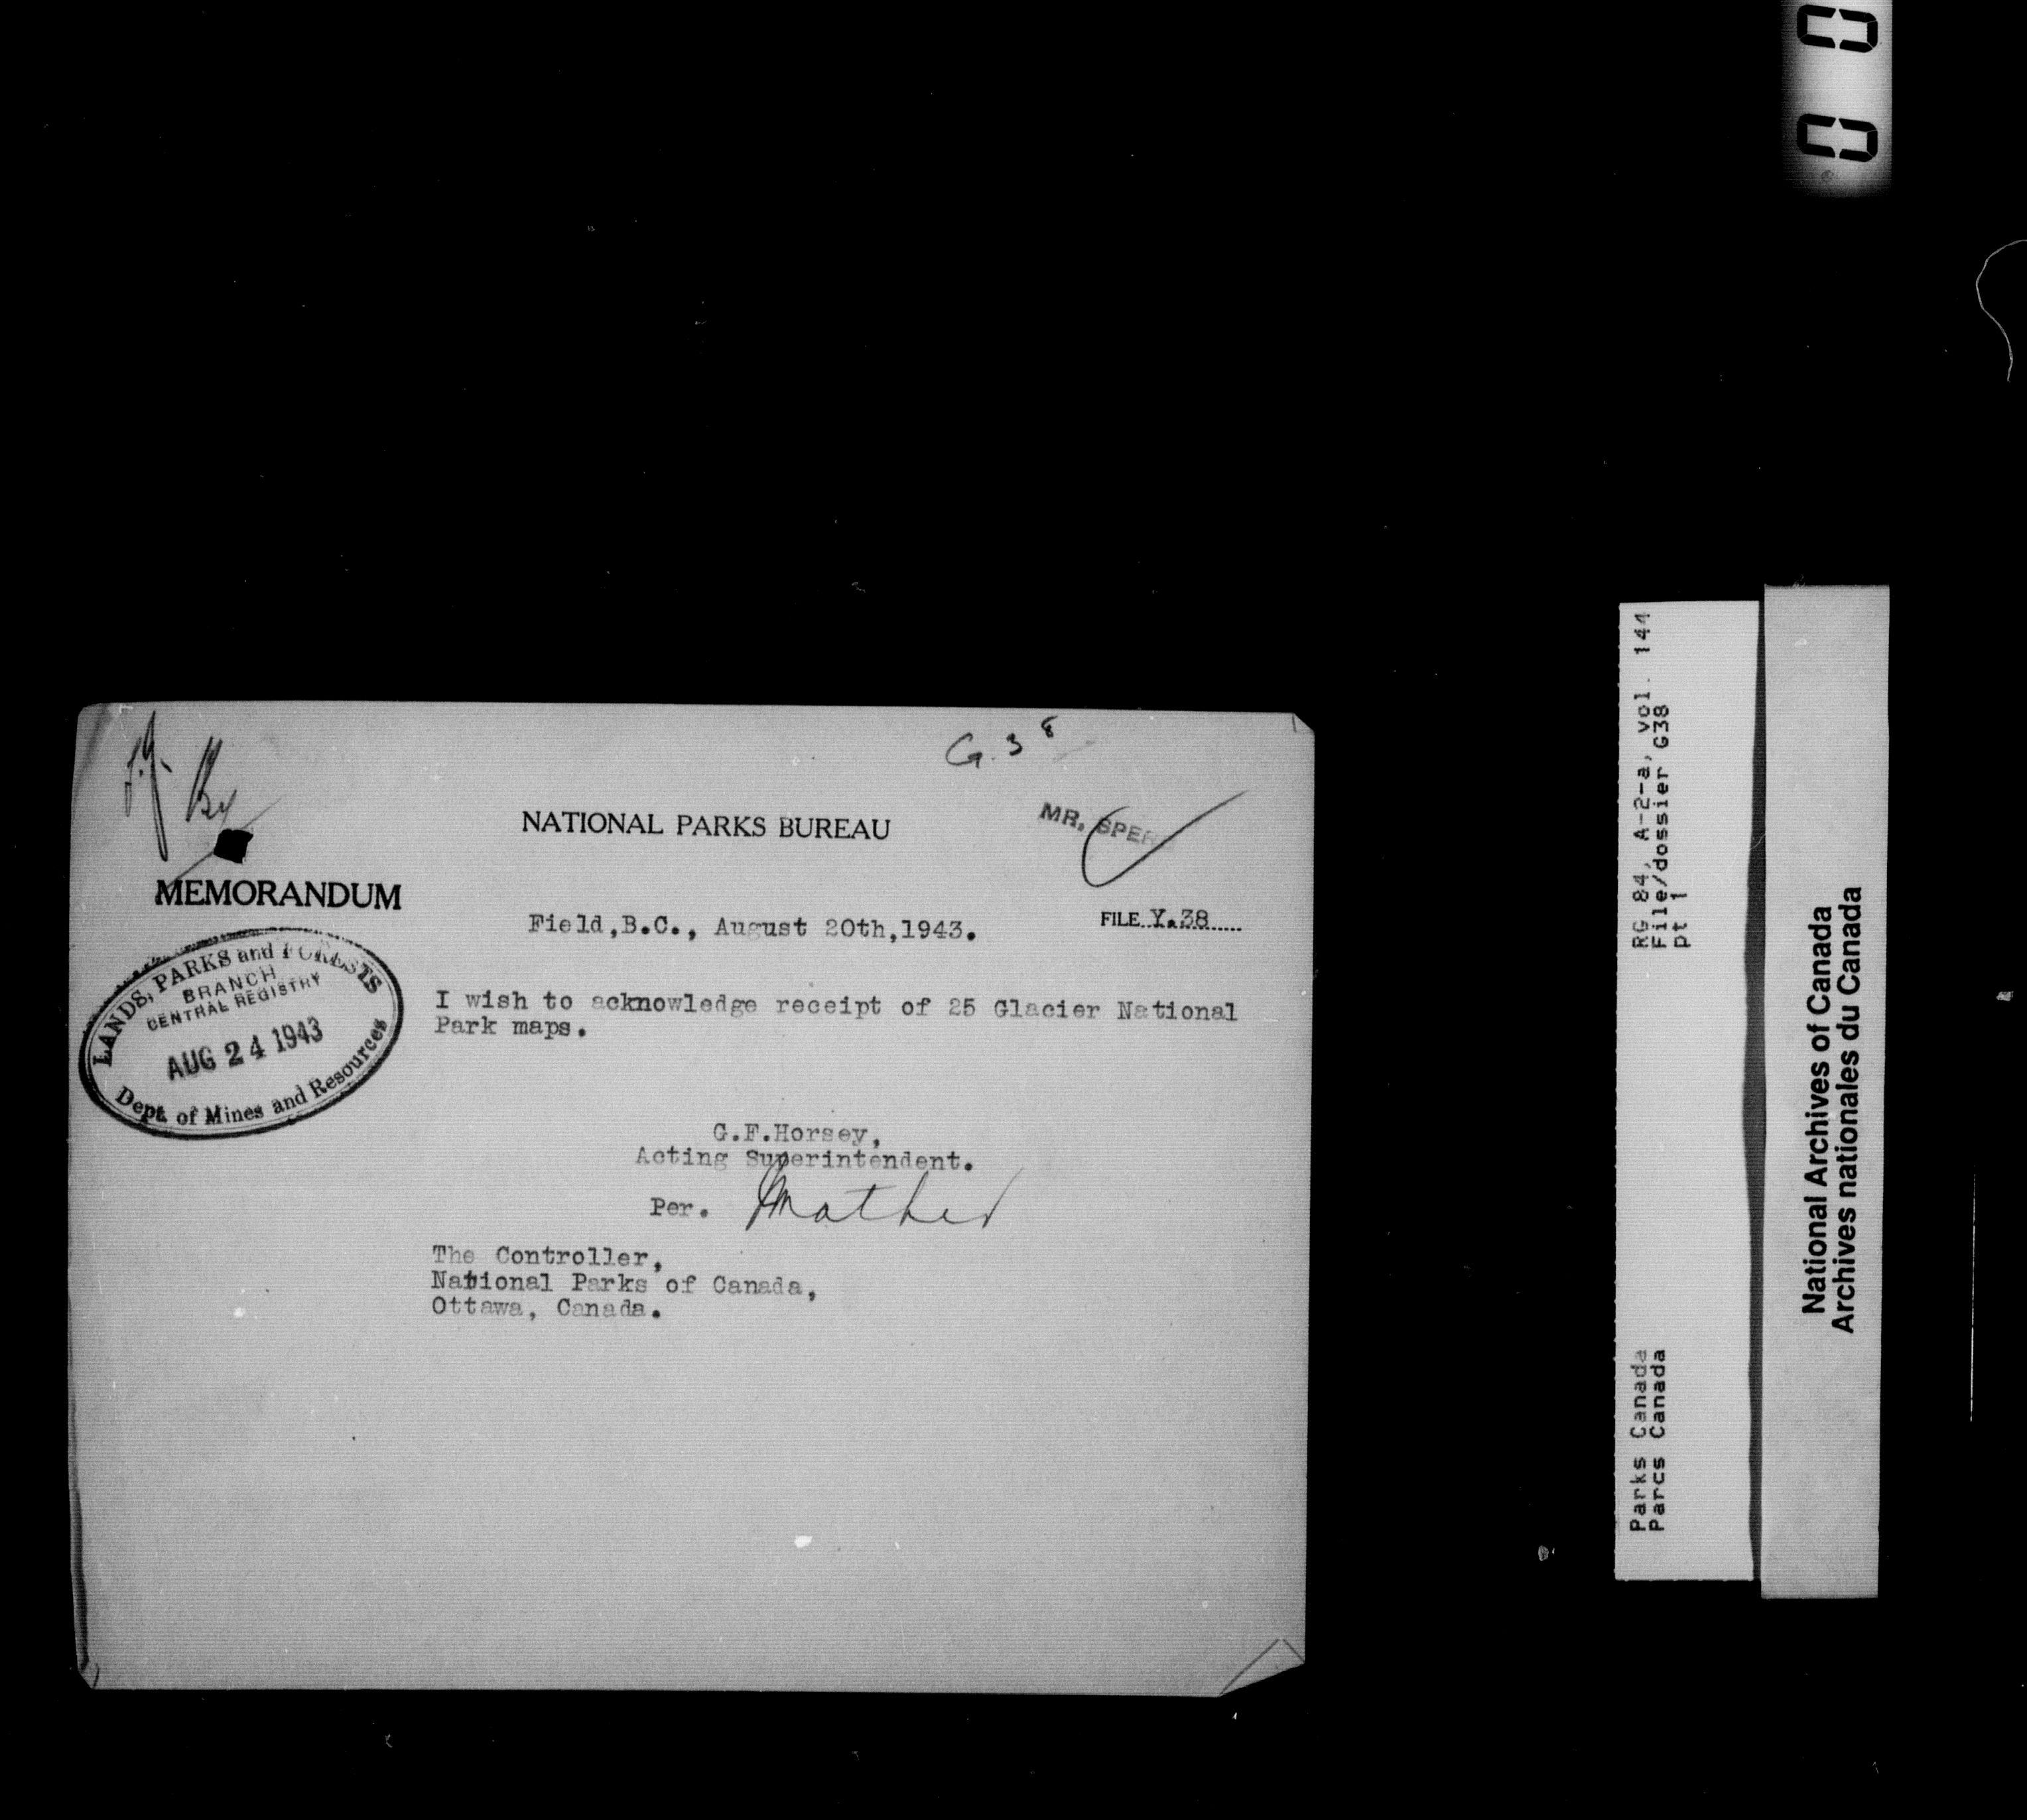 G.38
NATIONAL PARKS BUREAU
MR. SPER
MEMORANDUM
Field,B.C., August 20th,1943.
FILE Y.38
LANDS, PARKS and FORESTS
BRANCH
CENTRAL REGISTRY
AUG 24 1943
Dept. of Mines and Resources
I wish to acknowledge receipt of 25 Glacier National
Park maps.
G.F.Horsey,
Acting Superintendent.
Per. Mather
The Controller,
National Parks of Canada,
Ottawa, Canada.
RG 84, A-2-a, vol. 144
File/dossier G38
pt 1
Parks Canada
Parcs Canada
National Archives of Canada
Archives nationales du Canada
00